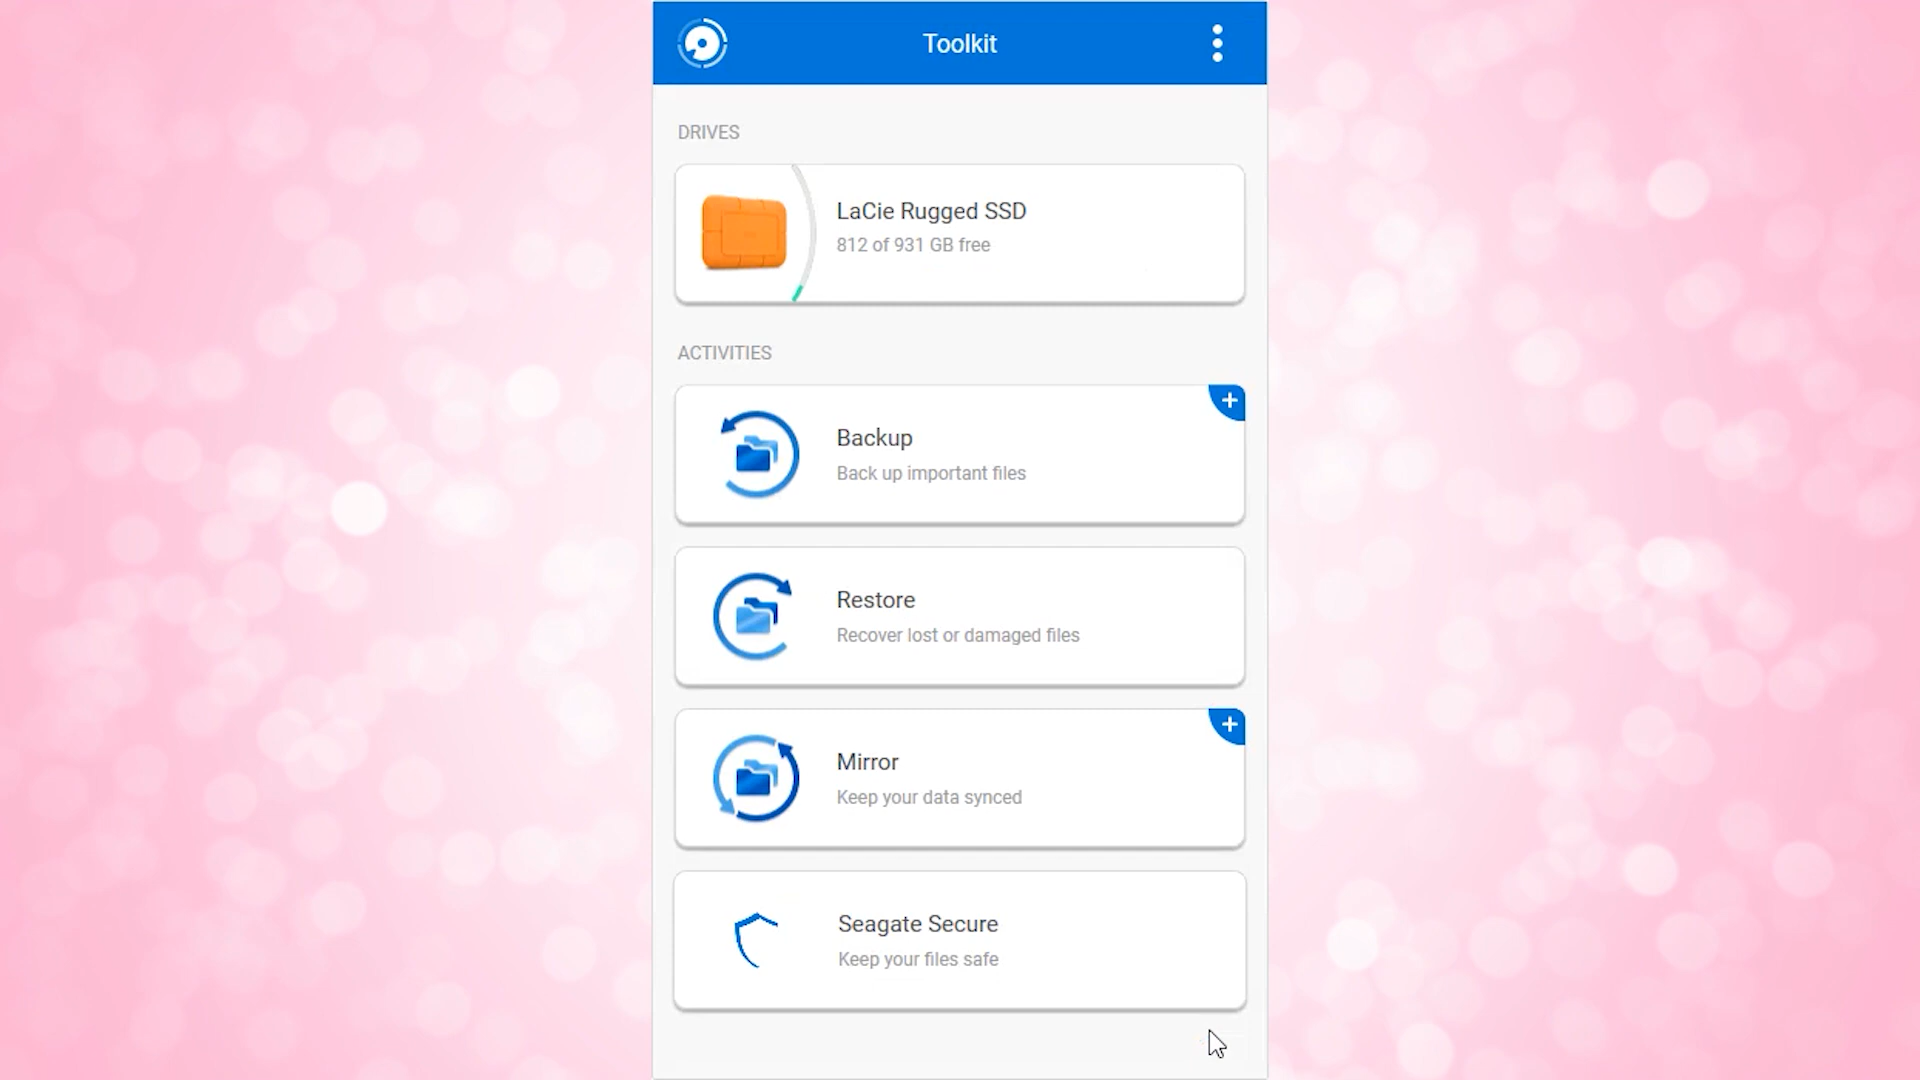 Toolkit
DRIVES
LaCie Rugged SSD
812 of 931 GB free
ACTIVITIES
Backup
Back up important files
Restore
Recover lost or damaged files
Mirror
Keep your data synced
Seagate Secure
Keep your files safe